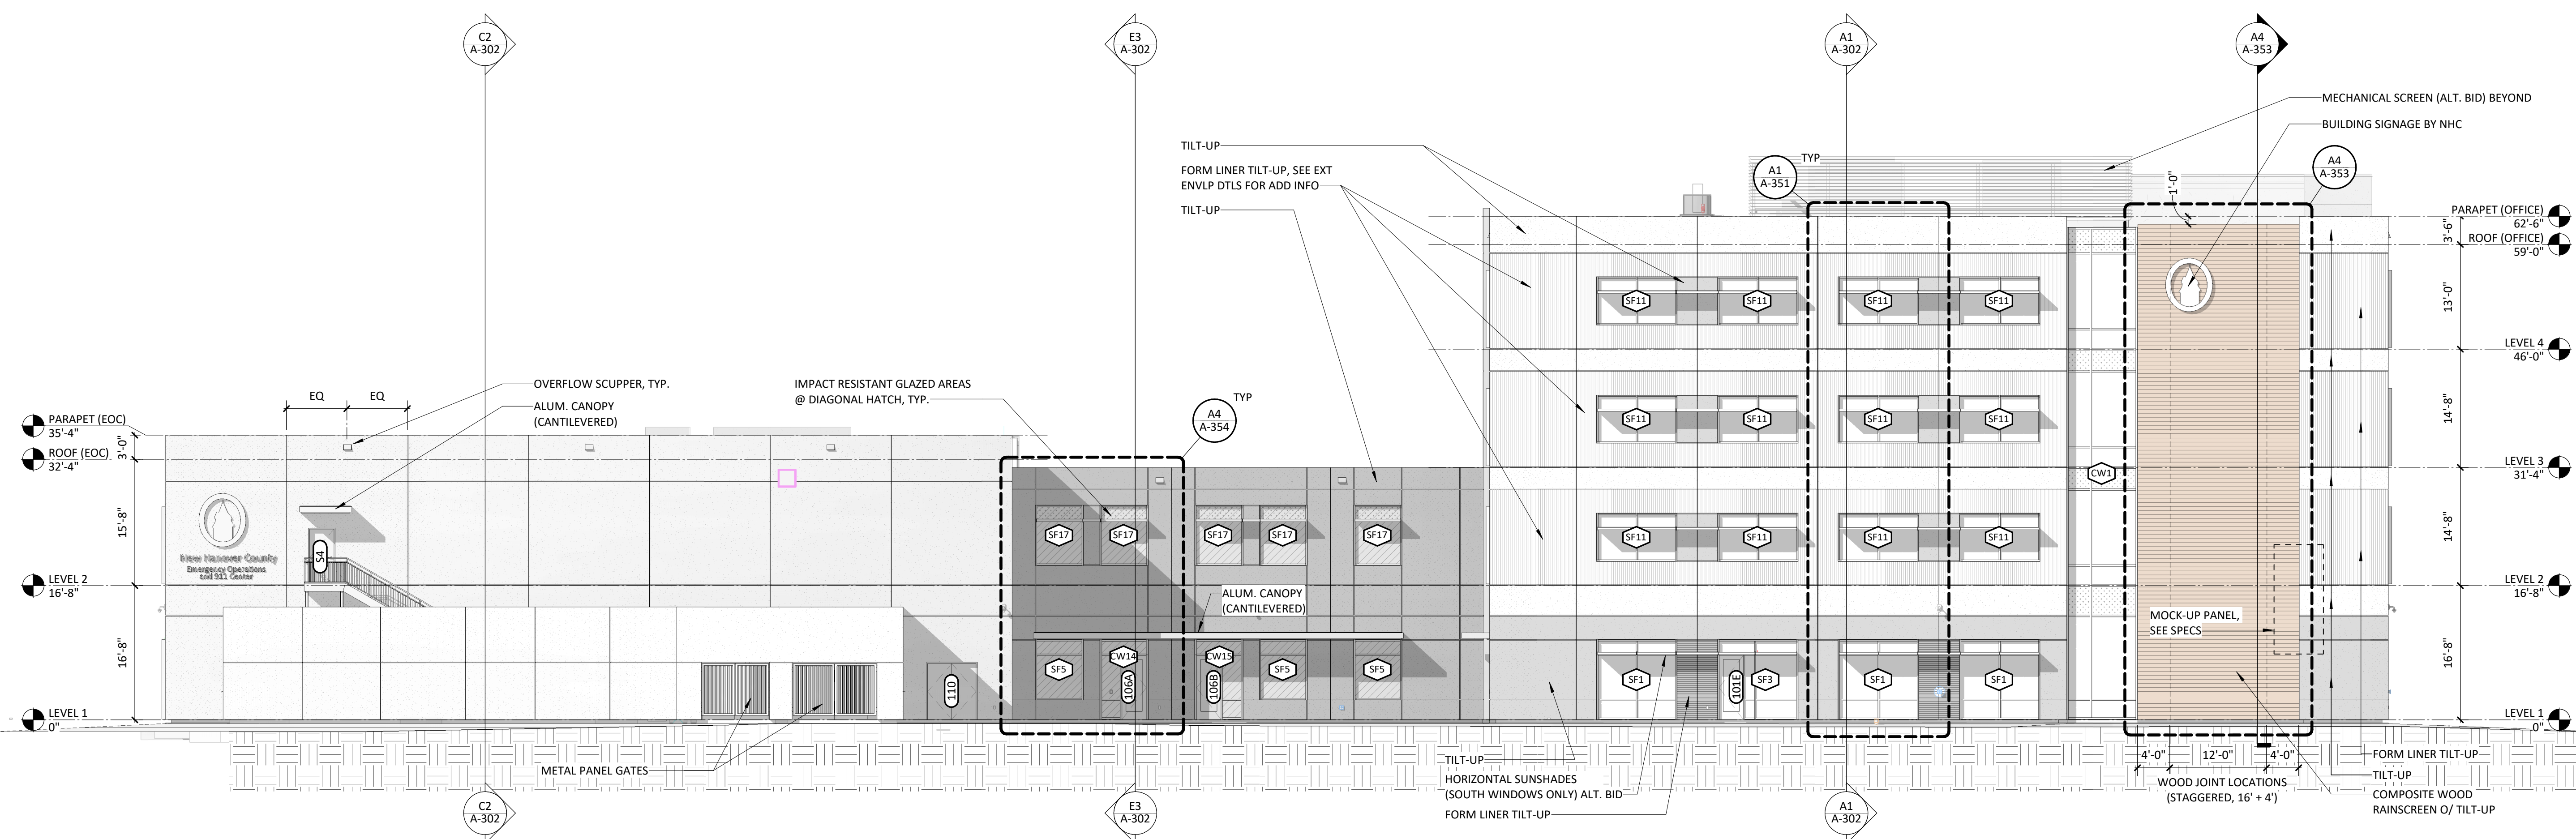 C2
A-302
E3
A-302
A1
A-302
A4
A-353
MECHANICAL SCREEN (ALT. BID) BEYOND
BUILDING SIGNAGE BY NHC
TILT-UP
FORM LINER TILT-UP, SEE EXT
ENVLP DTLS FOR ADD INFO
TILT-UP
A1
A-351
TYP
A4
A-353
1'-0"
PARAPET (OFFICE)
62'-6"
3'-6"
ROOF (OFFICE)
59'-0"
13'-0"
LEVEL 4
46'-0"
14'-8"
LEVEL 3
31'-4"
14'-8"
LEVEL 2
16'-8"
16'-8"
LEVEL 1
0"
SF11
SF11
SF11
SF11
SF11
SF11
SF11
SF11
SF11
SF11
SF11
SF11
CW1
EQ
EQ
OVERFLOW SCUPPER, TYP.
ALUM. CANOPY
(CANTILEVERED)
IMPACT RESISTANT GLAZED AREAS
@ DIAGONAL HATCH, TYP.
A4
A-354
TYP
PARAPET (EOC)
35'-4"
3'-0"
ROOF (EOC)
32'-4"
15'-8"
LEVEL 2
16'-8"
16'-8"
LEVEL 1
0"
New Hanover County
Emergency Operations
and 911 Center
S4
SF17
SF17
SF17
SF17
SF17
ALUM. CANOPY
(CANTILEVERED)
MOCK-UP PANEL,
SEE SPECS
110
SF5
CW14
106A
CW15
106B
SF5
SF5
SF1
101E
SF3
SF1
SF1
METAL PANEL GATES
TILT-UP
HORIZONTAL SUNSHADES
(SOUTH WINDOWS ONLY) ALT. BID
FORM LINER TILT-UP
4'-0"
12'-0"
4'-0"
WOOD JOINT LOCATIONS
(STAGGERED, 16' + 4')
FORM LINER TILT-UP
TILT-UP
COMPOSITE WOOD
RAINSCREEN O/ TILT-UP
C2
A-302
E3
A-302
A1
A-302